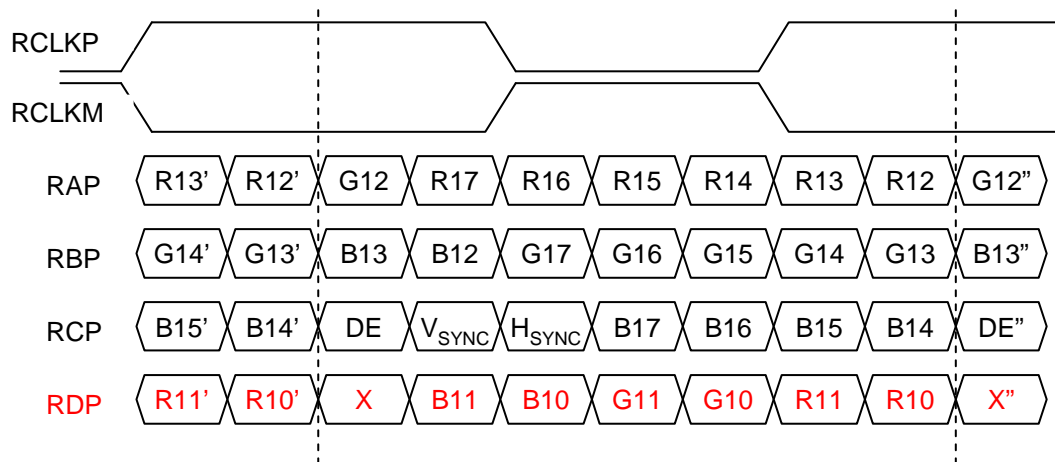 RCLKP
RCLKM
RAP R13’ R12’ G12 R17 R16 R15 R14 R13 R12 G12”
RBP G14’ G13’ B13 B12 G17 G16 G15 G14 G13 B13”
RCP B15’ B14’ DE VSYNC HSYNC B17 B16 B15 B14 DE”
RDP R11’ R10’ X B11 B10 G11 G10 R11 R10 X”